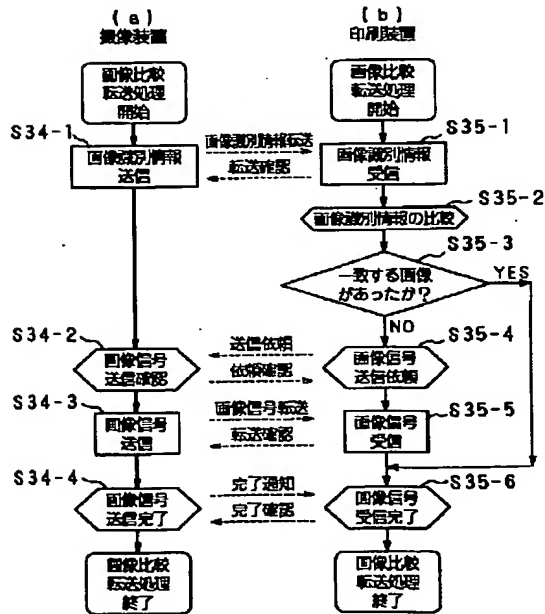 (a)
撮像装置
(b)
印刷装置
画像比較
転送処理
開始
画像比較
転送処理
開始
S34-1
画像識別情報
送信
画像識別情報転送
転送確認
S35-1
画像識別情報
受信
S35-2
画像識別情報の比較
S35-3
一致する画像
があったか?
YES
NO
S34-2
画像信号
送信確認
送信依頼
依頼確認
S35-4
画像信号
送信依頼
S34-3
画像信号
送信
画像信号転送
転送確認
S35-5
画像信号
受信
S34-4
画像信号
送信完了
完了通知
完了確認
S35-6
画像信号
受信完了
画像比較
転送処理
終了
画像比較
転送処理
終了